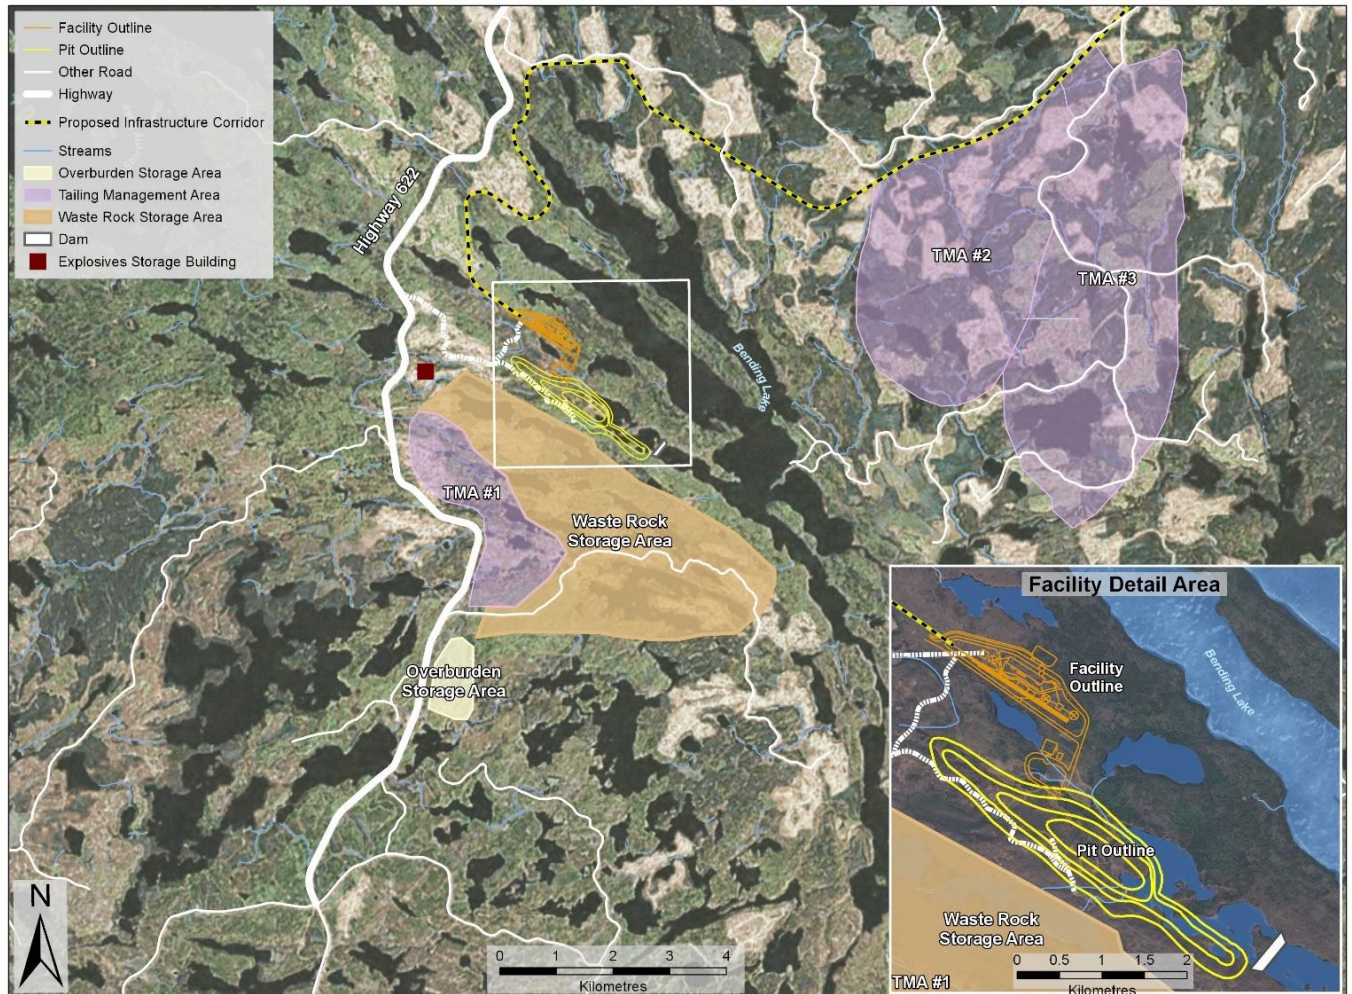 Facility Outline
Pit Outline
Other Road
Highway
Proposed Infrastructure Corridor
Streams
Overburden Storage Area
Tailing Management Area
Waste Rock Storage Area
Dam
Explosives Storage Building
Highway 622
TMA #2
TMA #3
Bending Lake
TMA #1
Waste Rock
Storage Area
Overburden
Storage Area
N
0 1 2 3 4
Kilometres
Facility Detail Area
Facility
Outline
Bending Lake
Pit Outline
Waste Rock
Storage Area
0 0.5 1 1.5 2
Kilometres
TMA #1